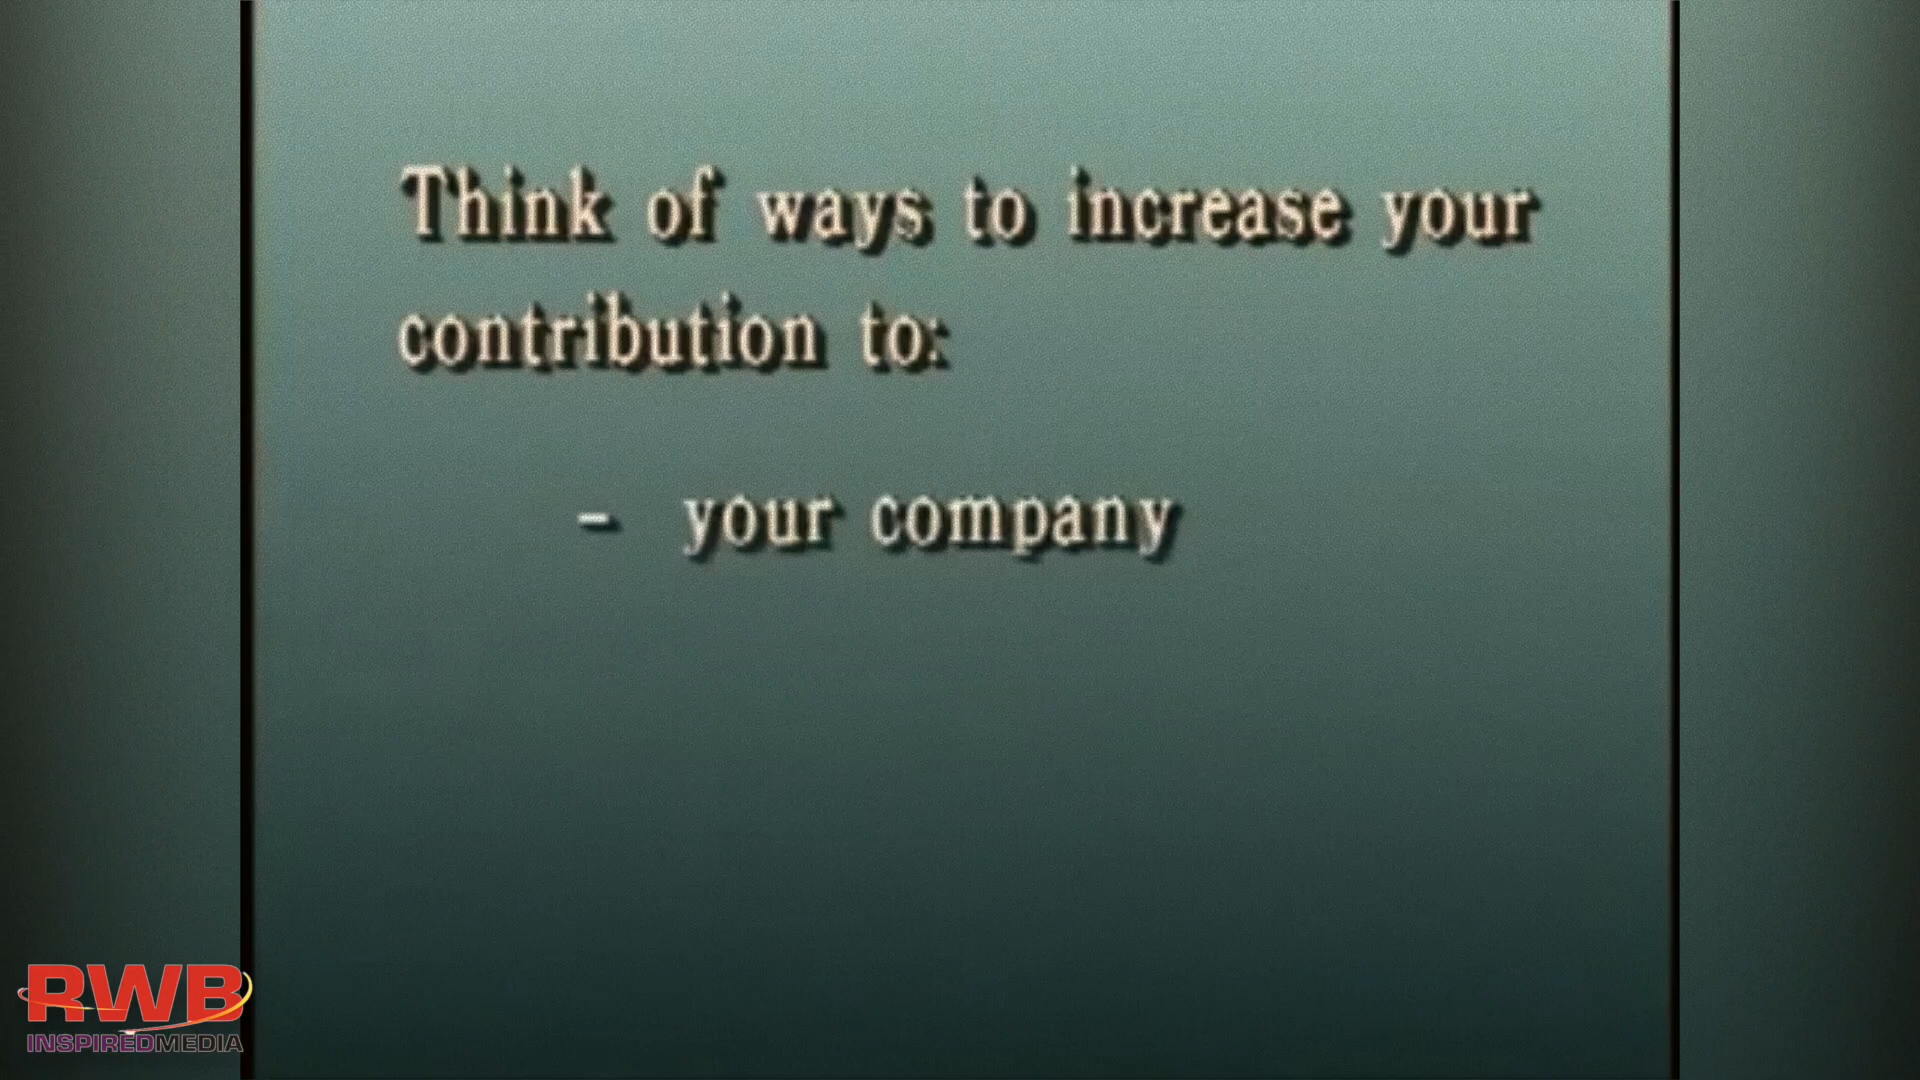 Think of ways to increase your
contribution to:
- your company
RWB
INSPIREDMEDIA